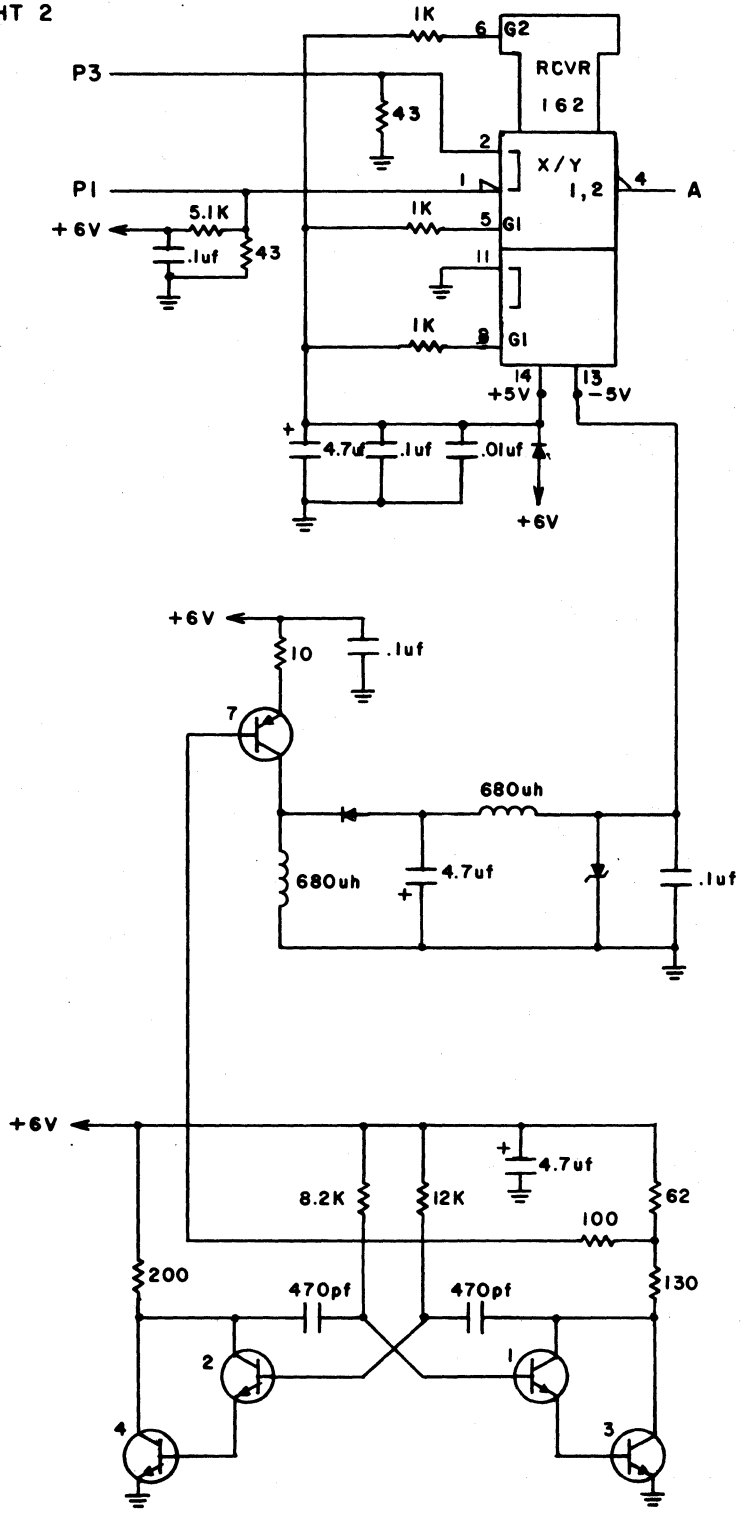 HT 2
1K
6 G2
RCVR
162
P3
43
2
X/Y
P1
1
1,2
4
A
5.1K
+6V
.1uf
43
1K
5 G1
11
1K
G1
14
13
+5V
-5V
+
4.7uf
.1uf
.01uf
+6V
+6V
10
.1uf
7
680uh
680uh
4.7uf
+
.1uf
+6V
+
4.7uf
8.2K
12K
62
100
200
470pf
470pf
130
2
1
4
3